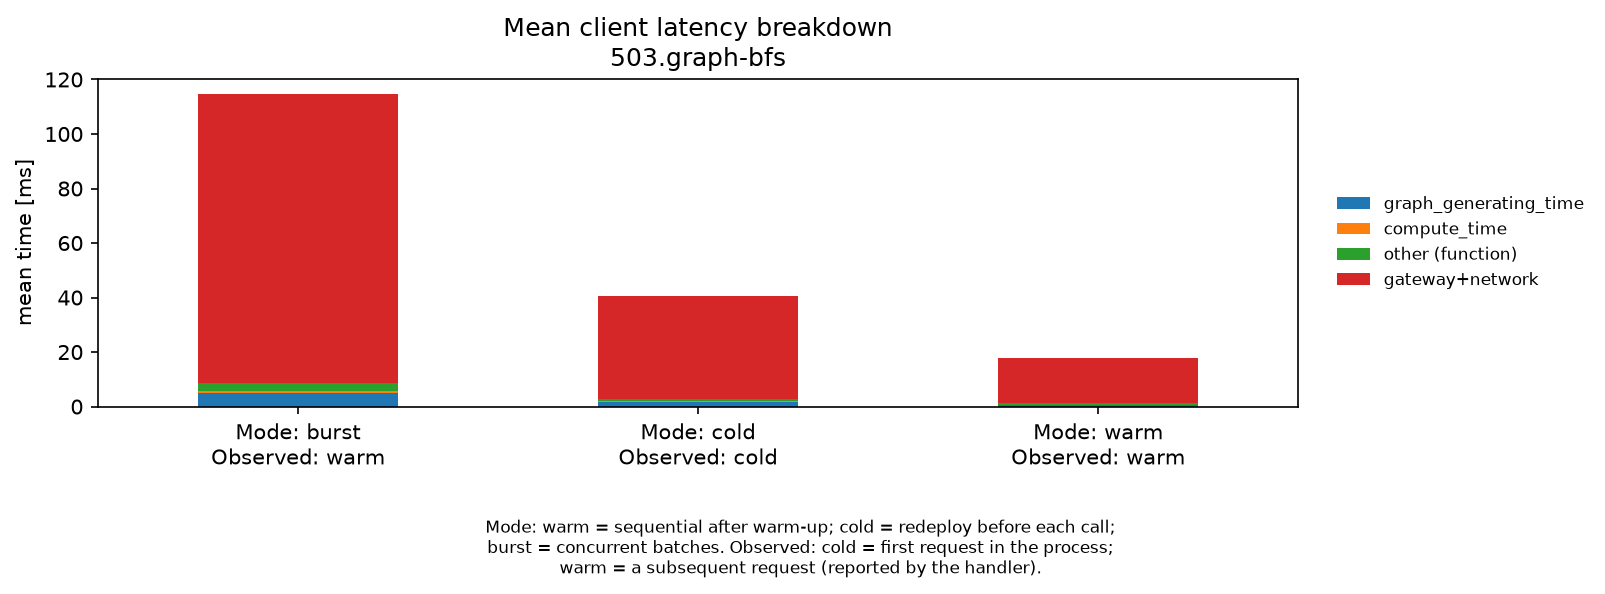 Mean client latency breakdown
503.graph-bfs
120
100
80
60
40
20
0
mean time [ms]
Mode: burst
Observed: warm
Mode: cold
Observed: cold
Mode: warm
Observed: warm
graph_generating_time
compute_time
other (function)
gateway+network
Mode: warm = sequential after warm-up; cold = redeploy before each call;
burst = concurrent batches. Observed: cold = first request in the process;
warm = a subsequent request (reported by the handler).